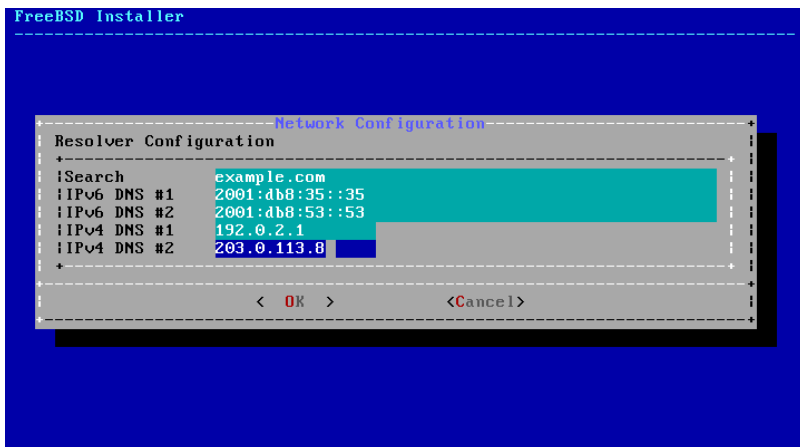 FreeBSD Installer
Network Configuration
Resolver Configuration
Search example.com
IPv6 DNS #1 2001:db8:35::35
IPv6 DNS #2 2001:db8:53::53
IPv4 DNS #1 192.0.2.1
IPv4 DNS #2 203.0.113.8
< OK > <Cancel>